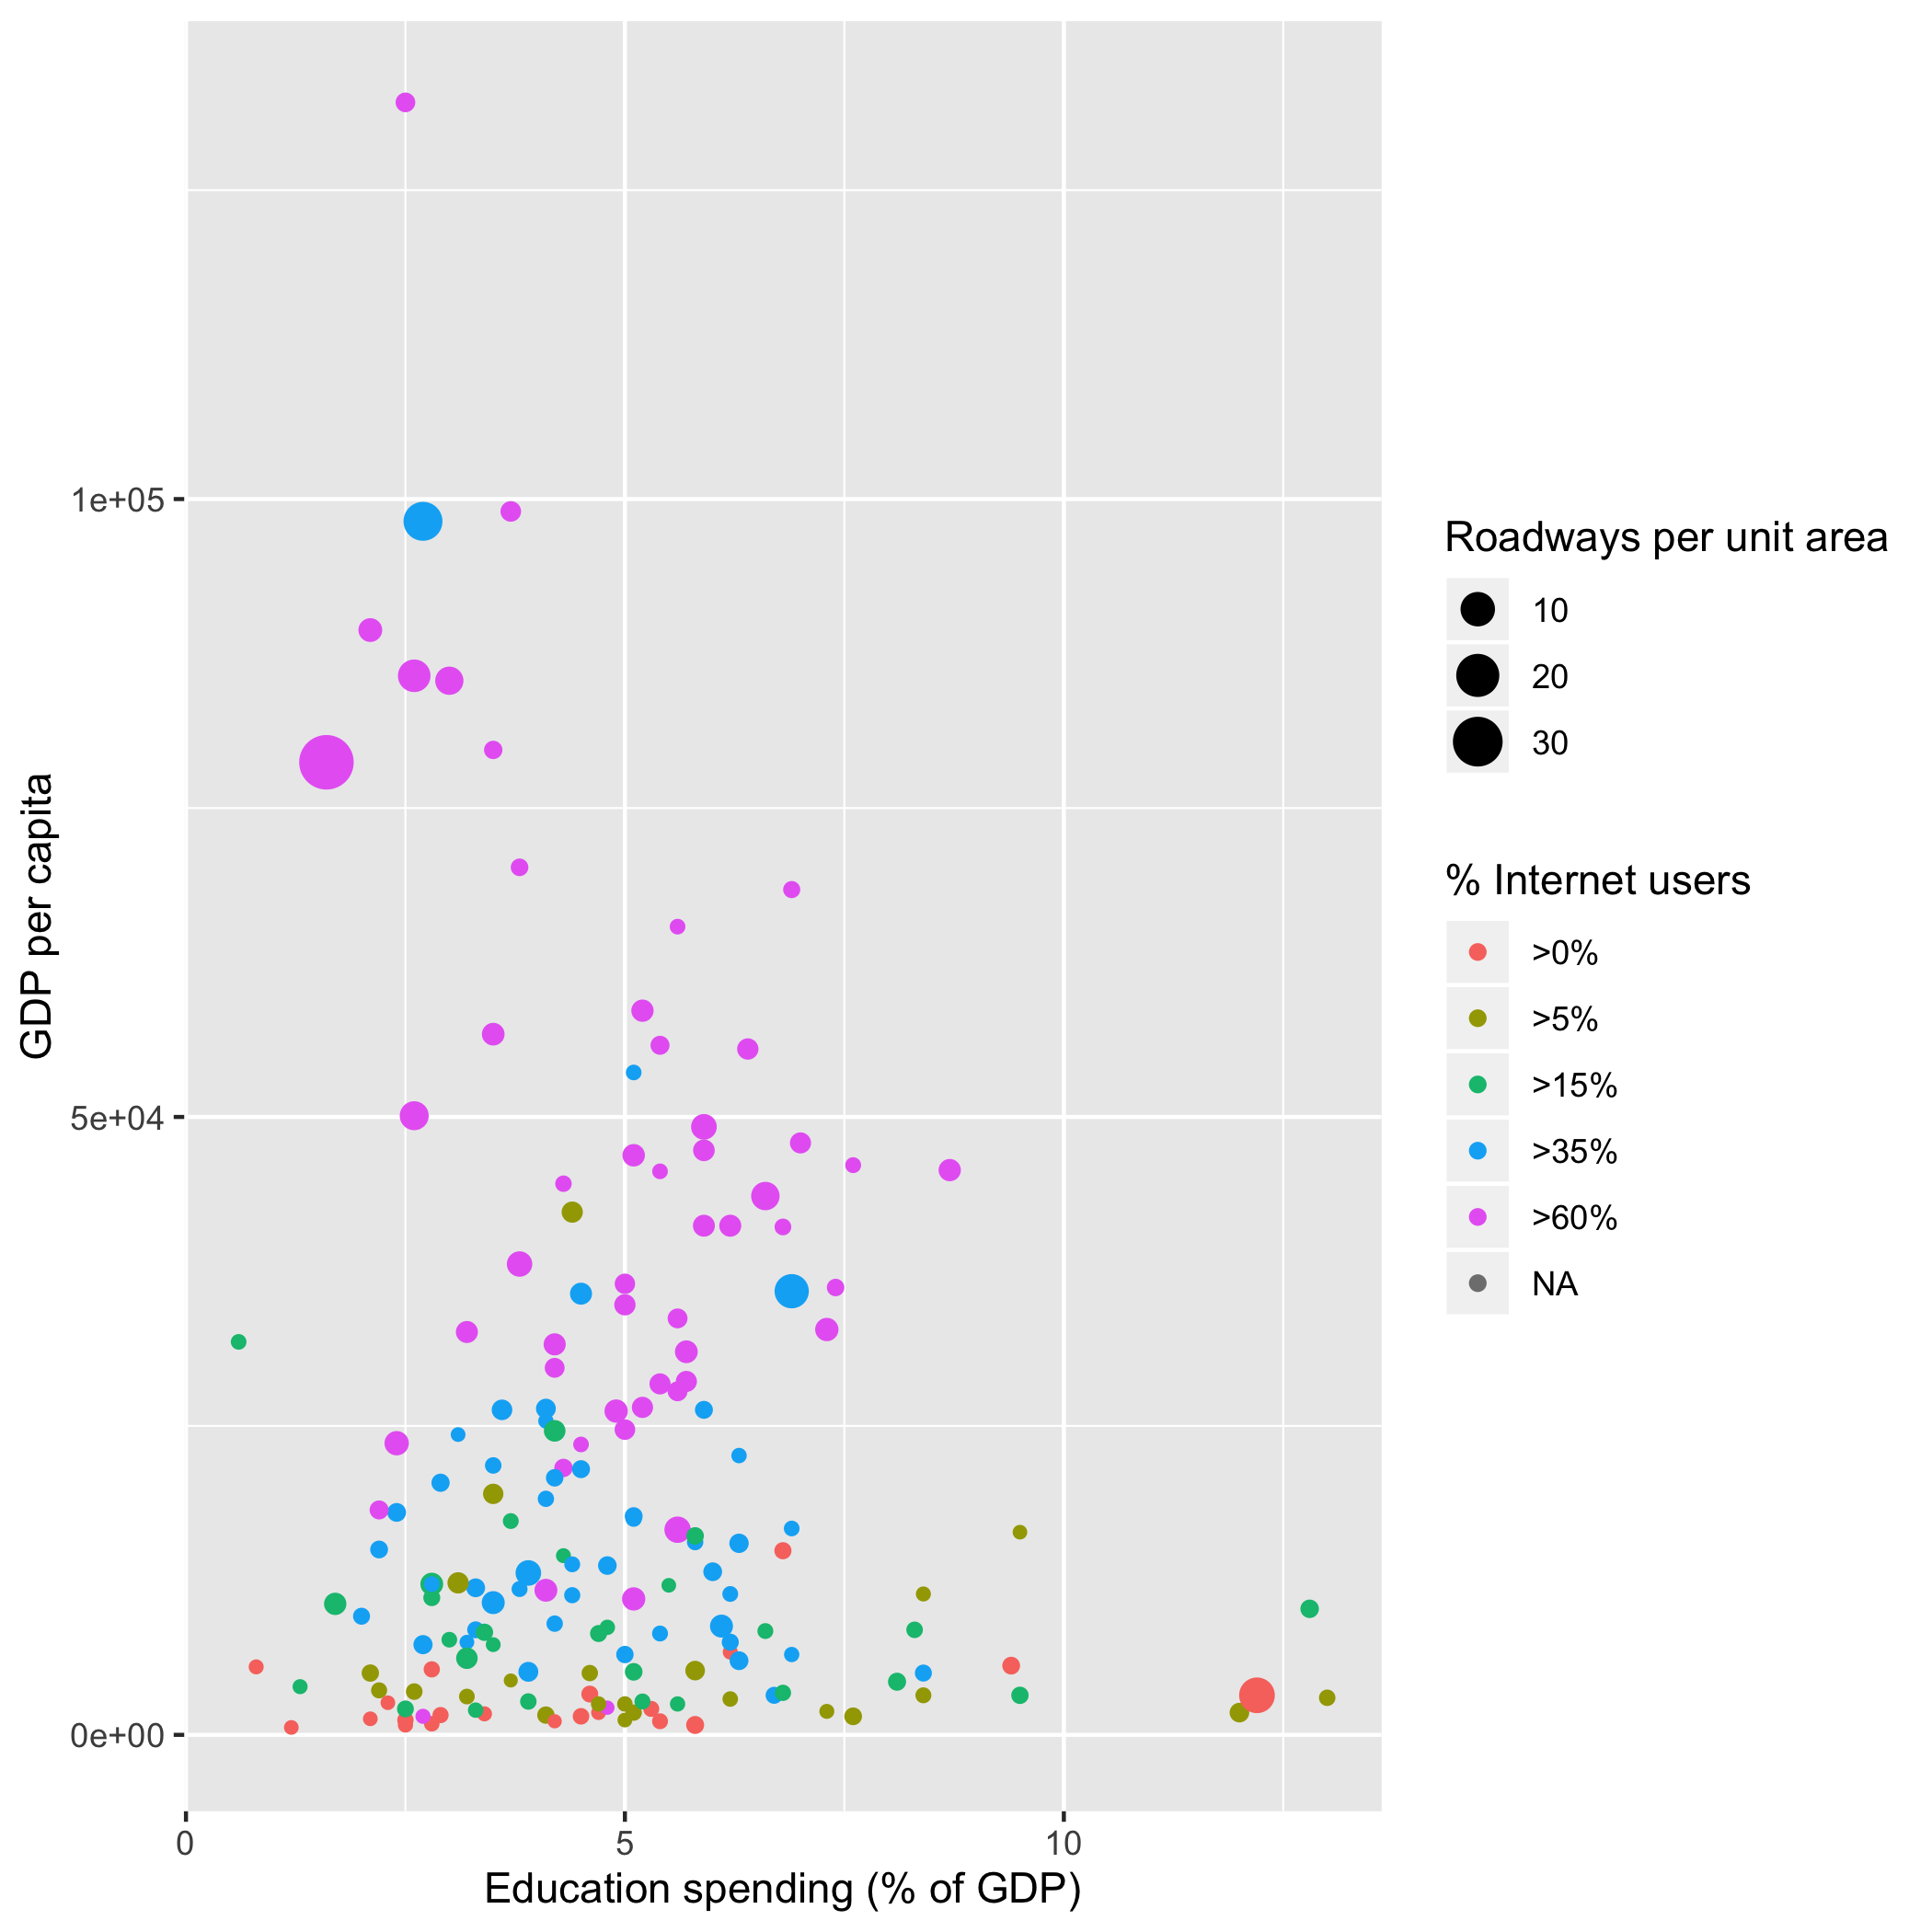 GDP per capita
1e+05
5e+04
0e+00
0
5
10
Education spending (% of GDP)
Roadways per unit area
10
20
30
% Internet users
>0%
>5%
>15%
>35%
>60%
NA